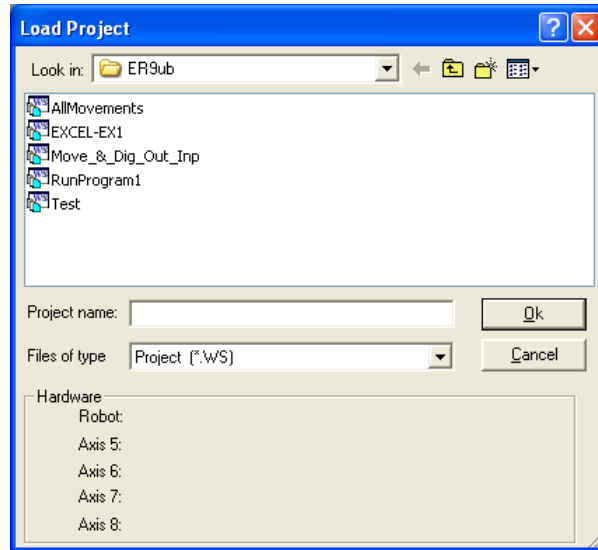 Load Project
Look in: ER9ub
AllMovements
EXCEL-EX1
Move_&_Dig_Out_Inp
RunProgram1
Test
Project name: Ok
Files of type Project (*.WS) Cancel
Hardware
Robot:
Axis 5:
Axis 6:
Axis 7:
Axis 8: